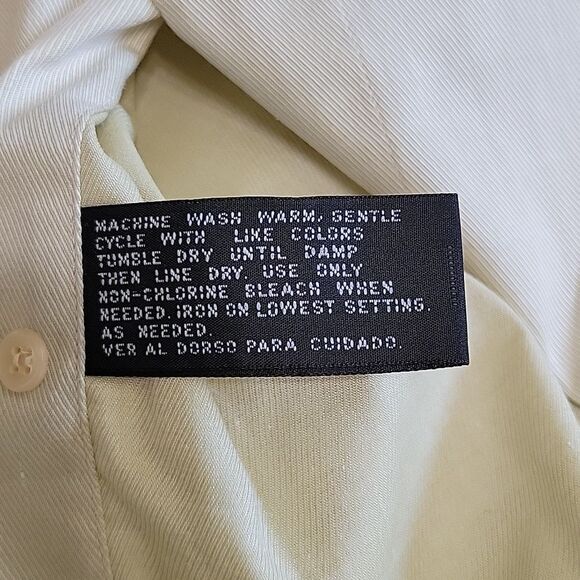 MACHINE WASH WARM, GENTLE
CYCLE WITH LIKE COLORS
TUMBLE DRY UNTIL DAMP
THEN LINE DRY. USE ONLY
NON-CHLORINE BLEACH WHEN
NEEDED. IRON ON LOWEST SETTING.
AS NEEDED.
VER AL DORSO PARA CUIDADO.